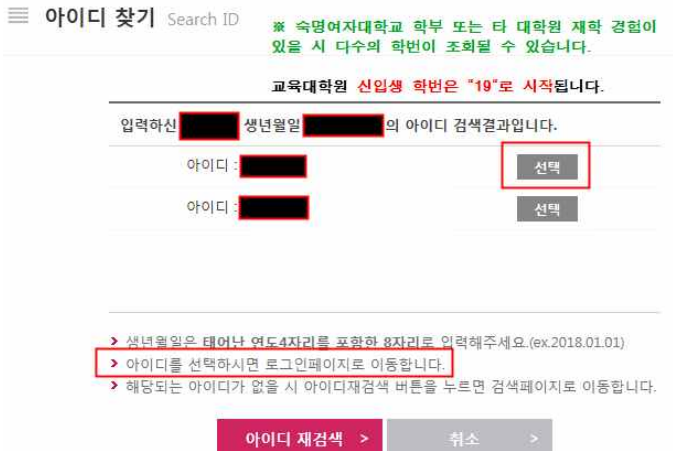 아이디 찾기 Search ID
※ 숙명여자대학교 학부 또는 타 대학원 재학 경험이
있을 시 다수의 학번이 조회될 수 있습니다.
교육대학원 신입생 학번은 "19"로 시작됩니다.
입력하신 생년월일 의 아이디 검색결과입니다.
아이디 : 선택
아이디 : 선택
생년월일은 태어난 연도4자리를 포함한 8자리로 입력해주세요.(ex.2018.01.01)
아이디를 선택하시면 로그인페이지로 이동합니다.
해당되는 아이디가 없을 시 아이디재검색 버튼을 누르면 검색페이지로 이동합니다.
아이디 재검색 > 취소 >